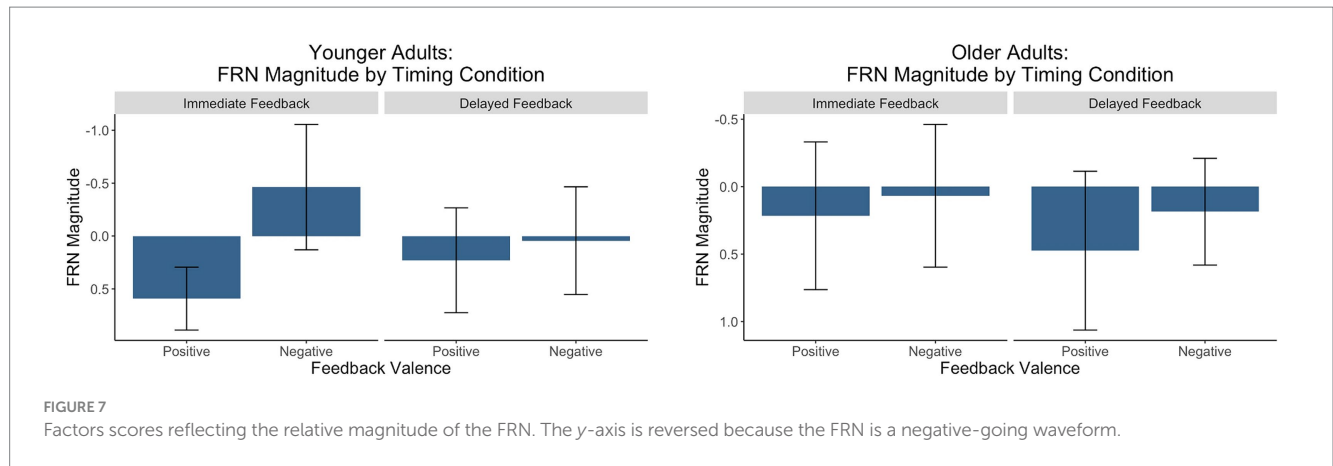 Younger Adults:
FRN Magnitude by Timing Condition
Immediate Feedback
Delayed Feedback
FRN Magnitude
-1.0
-0.5
0.0
0.5
Positive
Negative
Positive
Negative
Feedback Valence
Older Adults:
FRN Magnitude by Timing Condition
Immediate Feedback
Delayed Feedback
FRN Magnitude
-0.5
0.0
0.5
1.0
Positive
Negative
Positive
Negative
Feedback Valence
FIGURE 7
Factors scores reflecting the relative magnitude of the FRN. The y-axis is reversed because the FRN is a negative-going waveform.